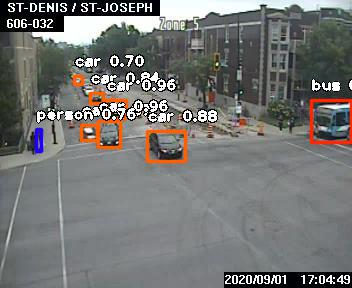 ST-DENIS / ST-JOSEPH
606-032
Zone 5
car 0.70
car 0.84
car 0.96
car 0.96
person 0.76
car 0.88
bus
2020/09/01 17:04:49